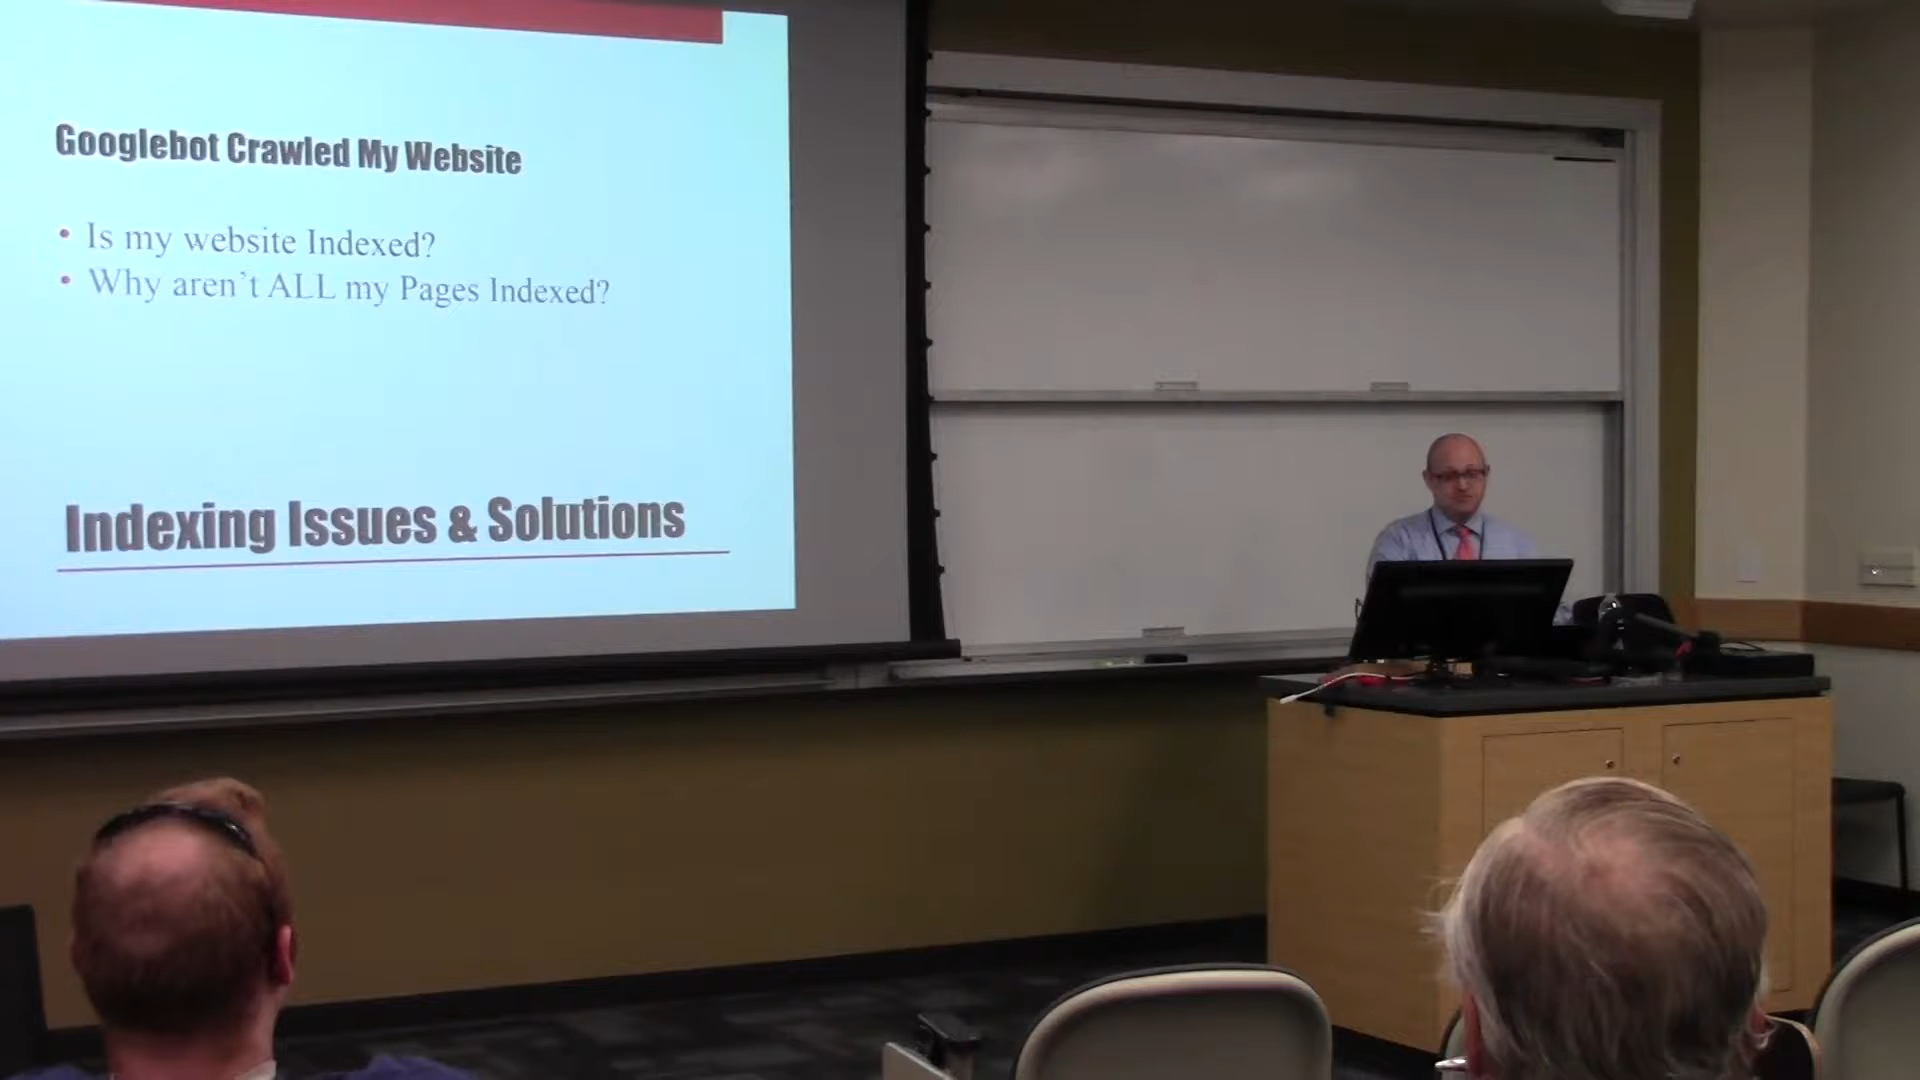 Googlebot Crawled My Website
• Is my website Indexed?
• Why aren't ALL my Pages Indexed?
Indexing Issues & Solutions